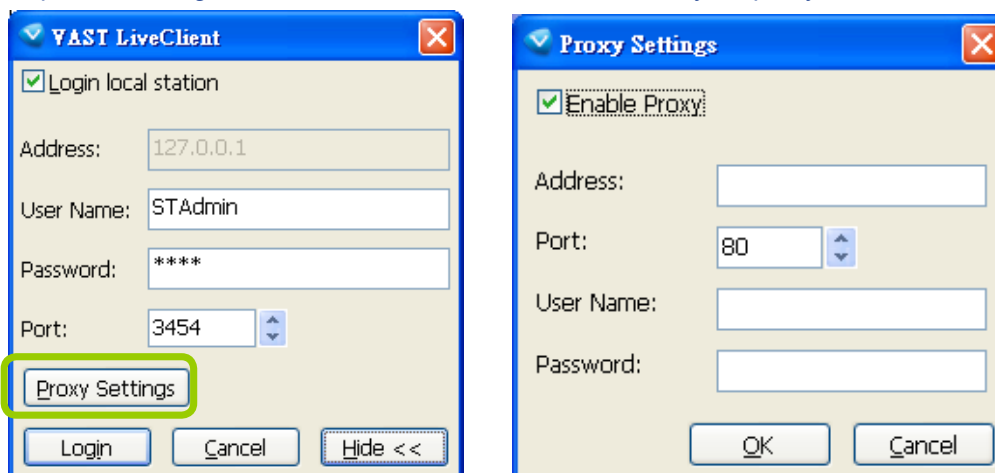 VAST LiveClient
Login local station
Address: 127.0.0.1
User Name: STAdmin
Password: ****
Port: 3454
Proxy Settings
Login Cancel Hide <<
Proxy Settings
Enable Proxy
Address:
Port: 80
User Name:
Password:
OK Cancel